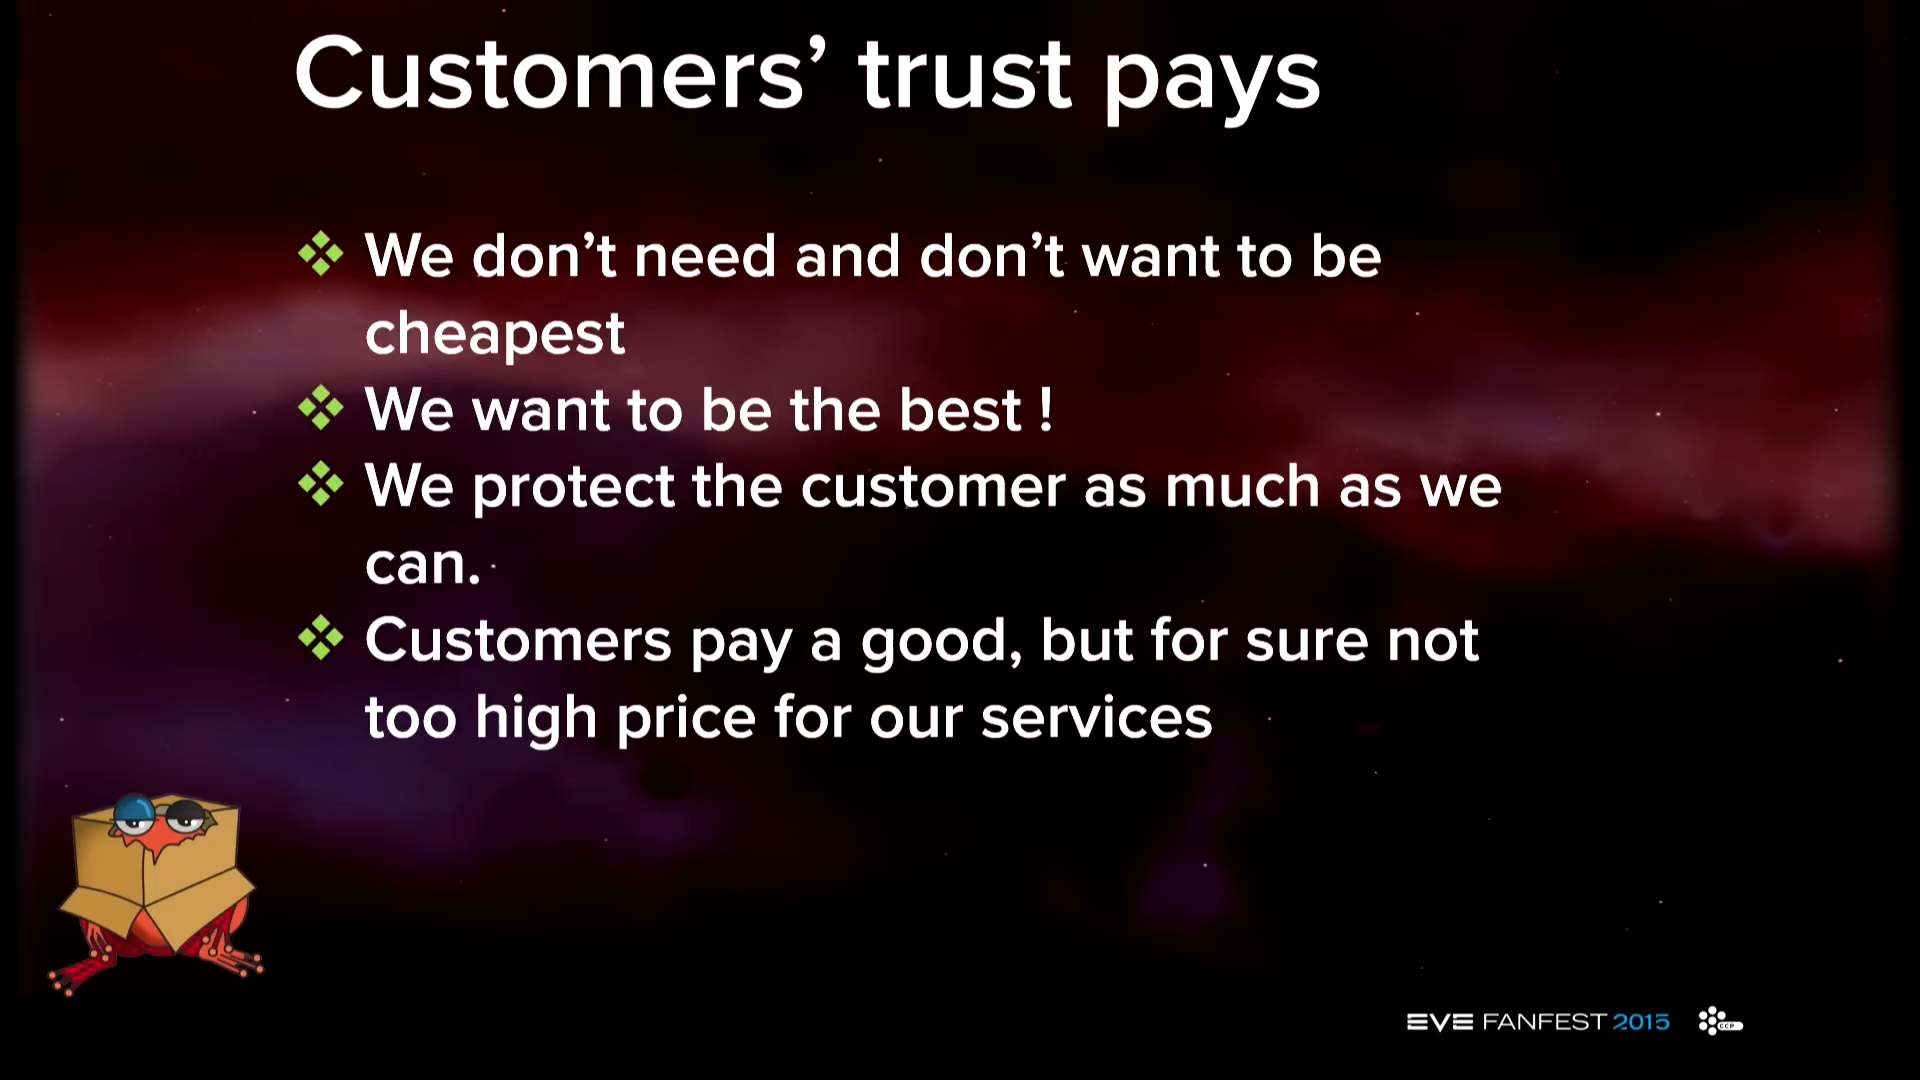 Customers’ trust pays
We don’t need and don’t want to be
cheapest
We want to be the best !
We protect the customer as much as we
can.
Customers pay a good, but for sure not
too high price for our services
EVE FANFEST 2015 CCP